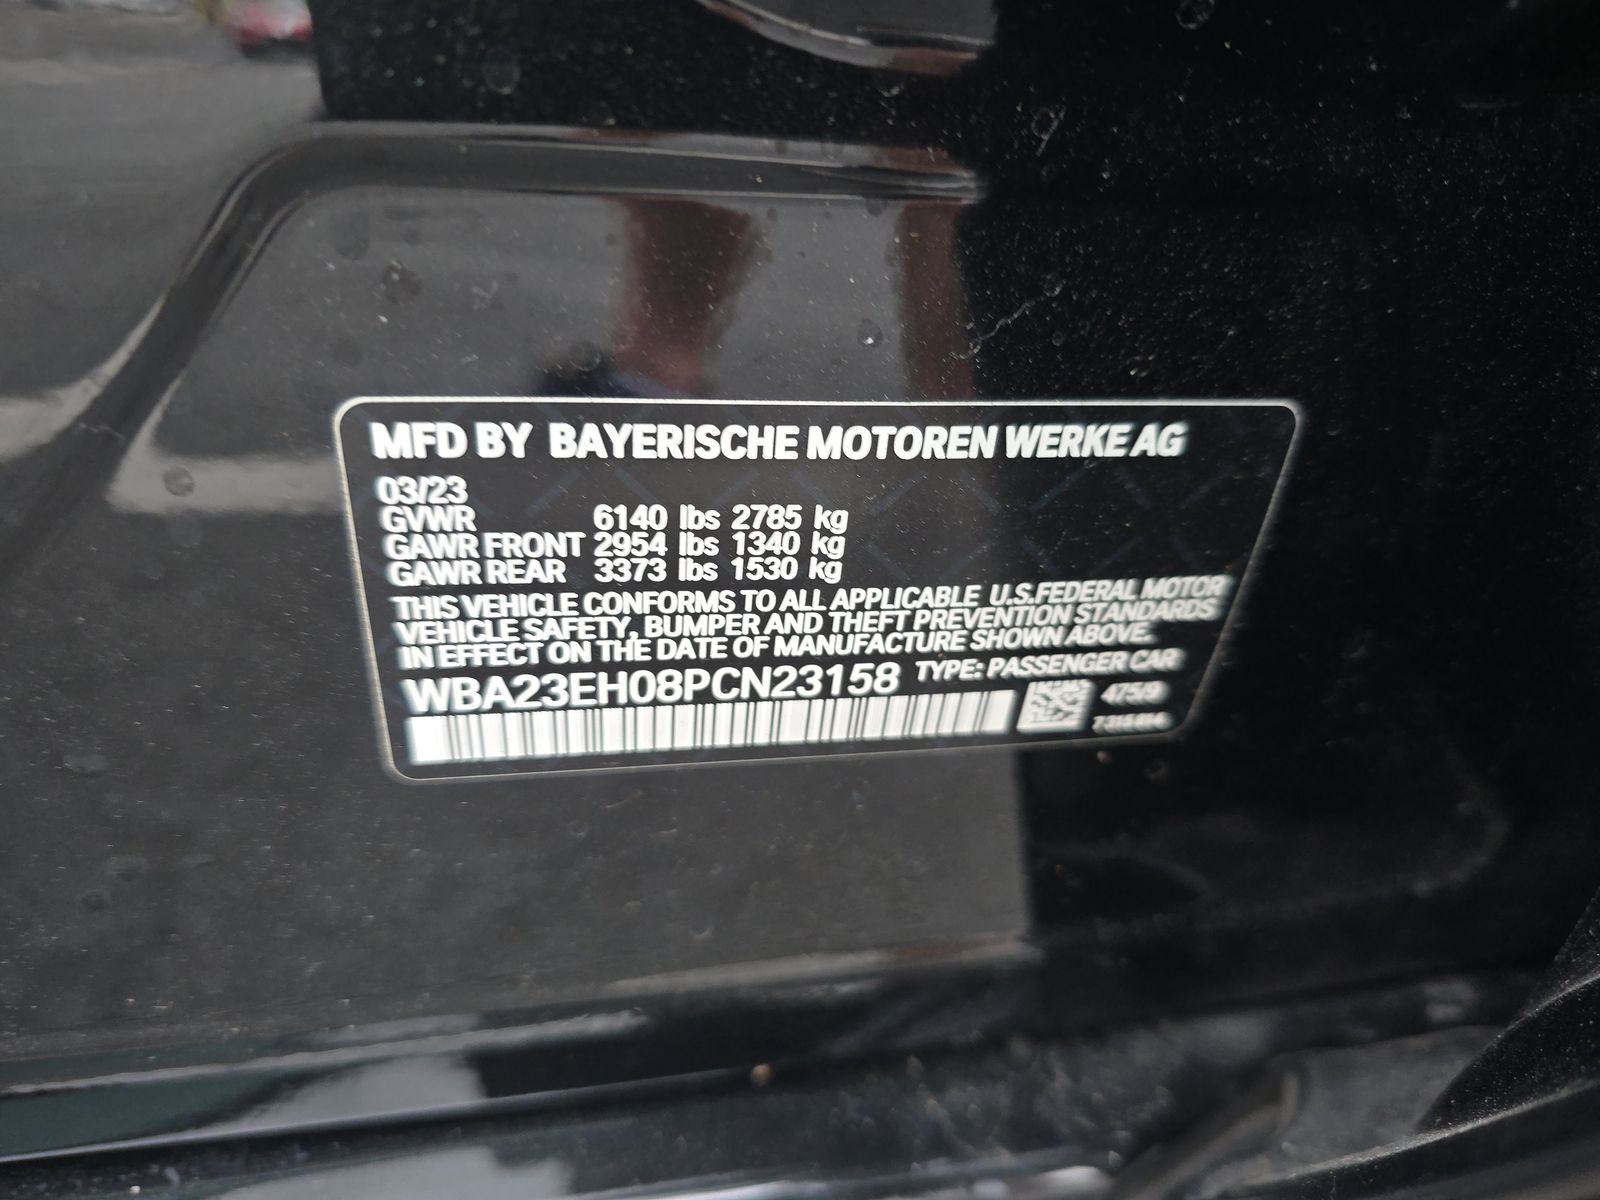 MFD BY BAYERISCHE MOTOREN WERKE AG
03/23
GVWR 6140 lbs 2785 kg
GAWR FRONT 2954 lbs 1340 kg
GAWR REAR 3373 lbs 1530 kg
THIS VEHICLE CONFORMS TO ALL APPLICABLE U.S.FEDERAL MOTOR
VEHICLE SAFETY, BUMPER AND THEFT PREVENTION STANDARDS
IN EFFECT ON THE DATE OF MANUFACTURE SHOWN ABOVE.
WBA23EH08PCN23158 TYPE: PASSENGER CAR
475/9